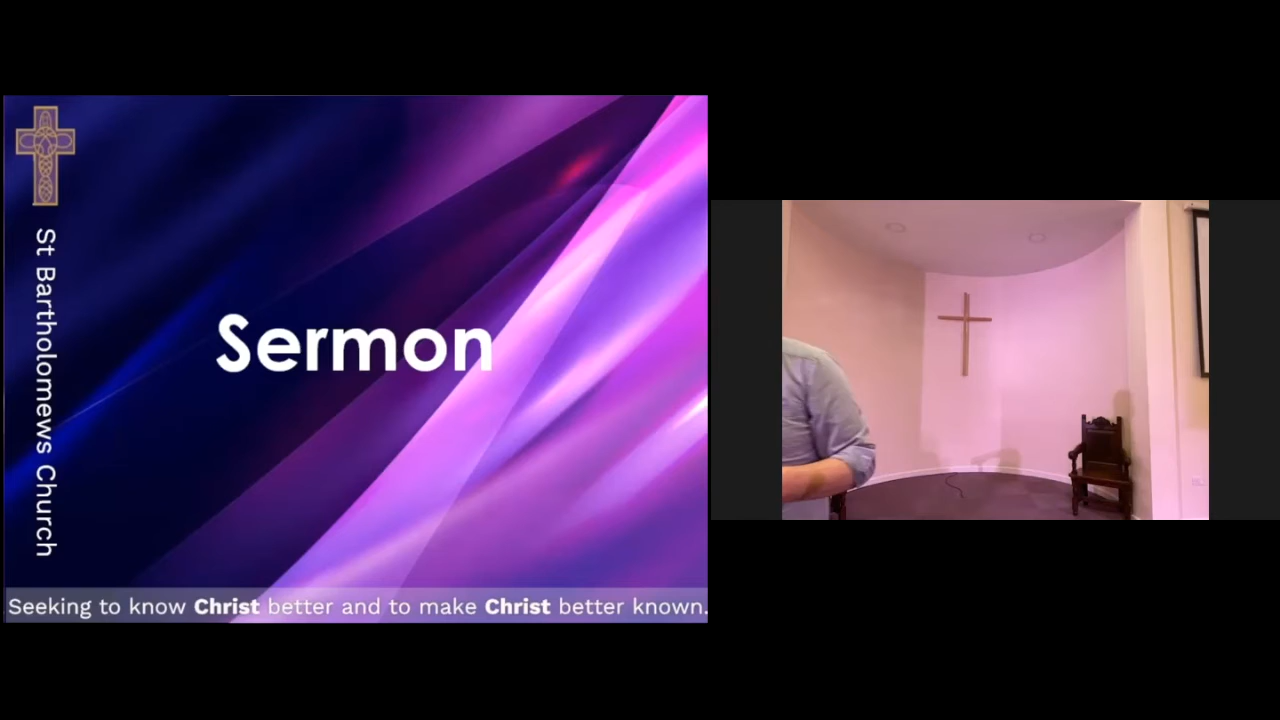 St Bartholomews Church
Sermon
Seeking to know Christ better and to make Christ better known.